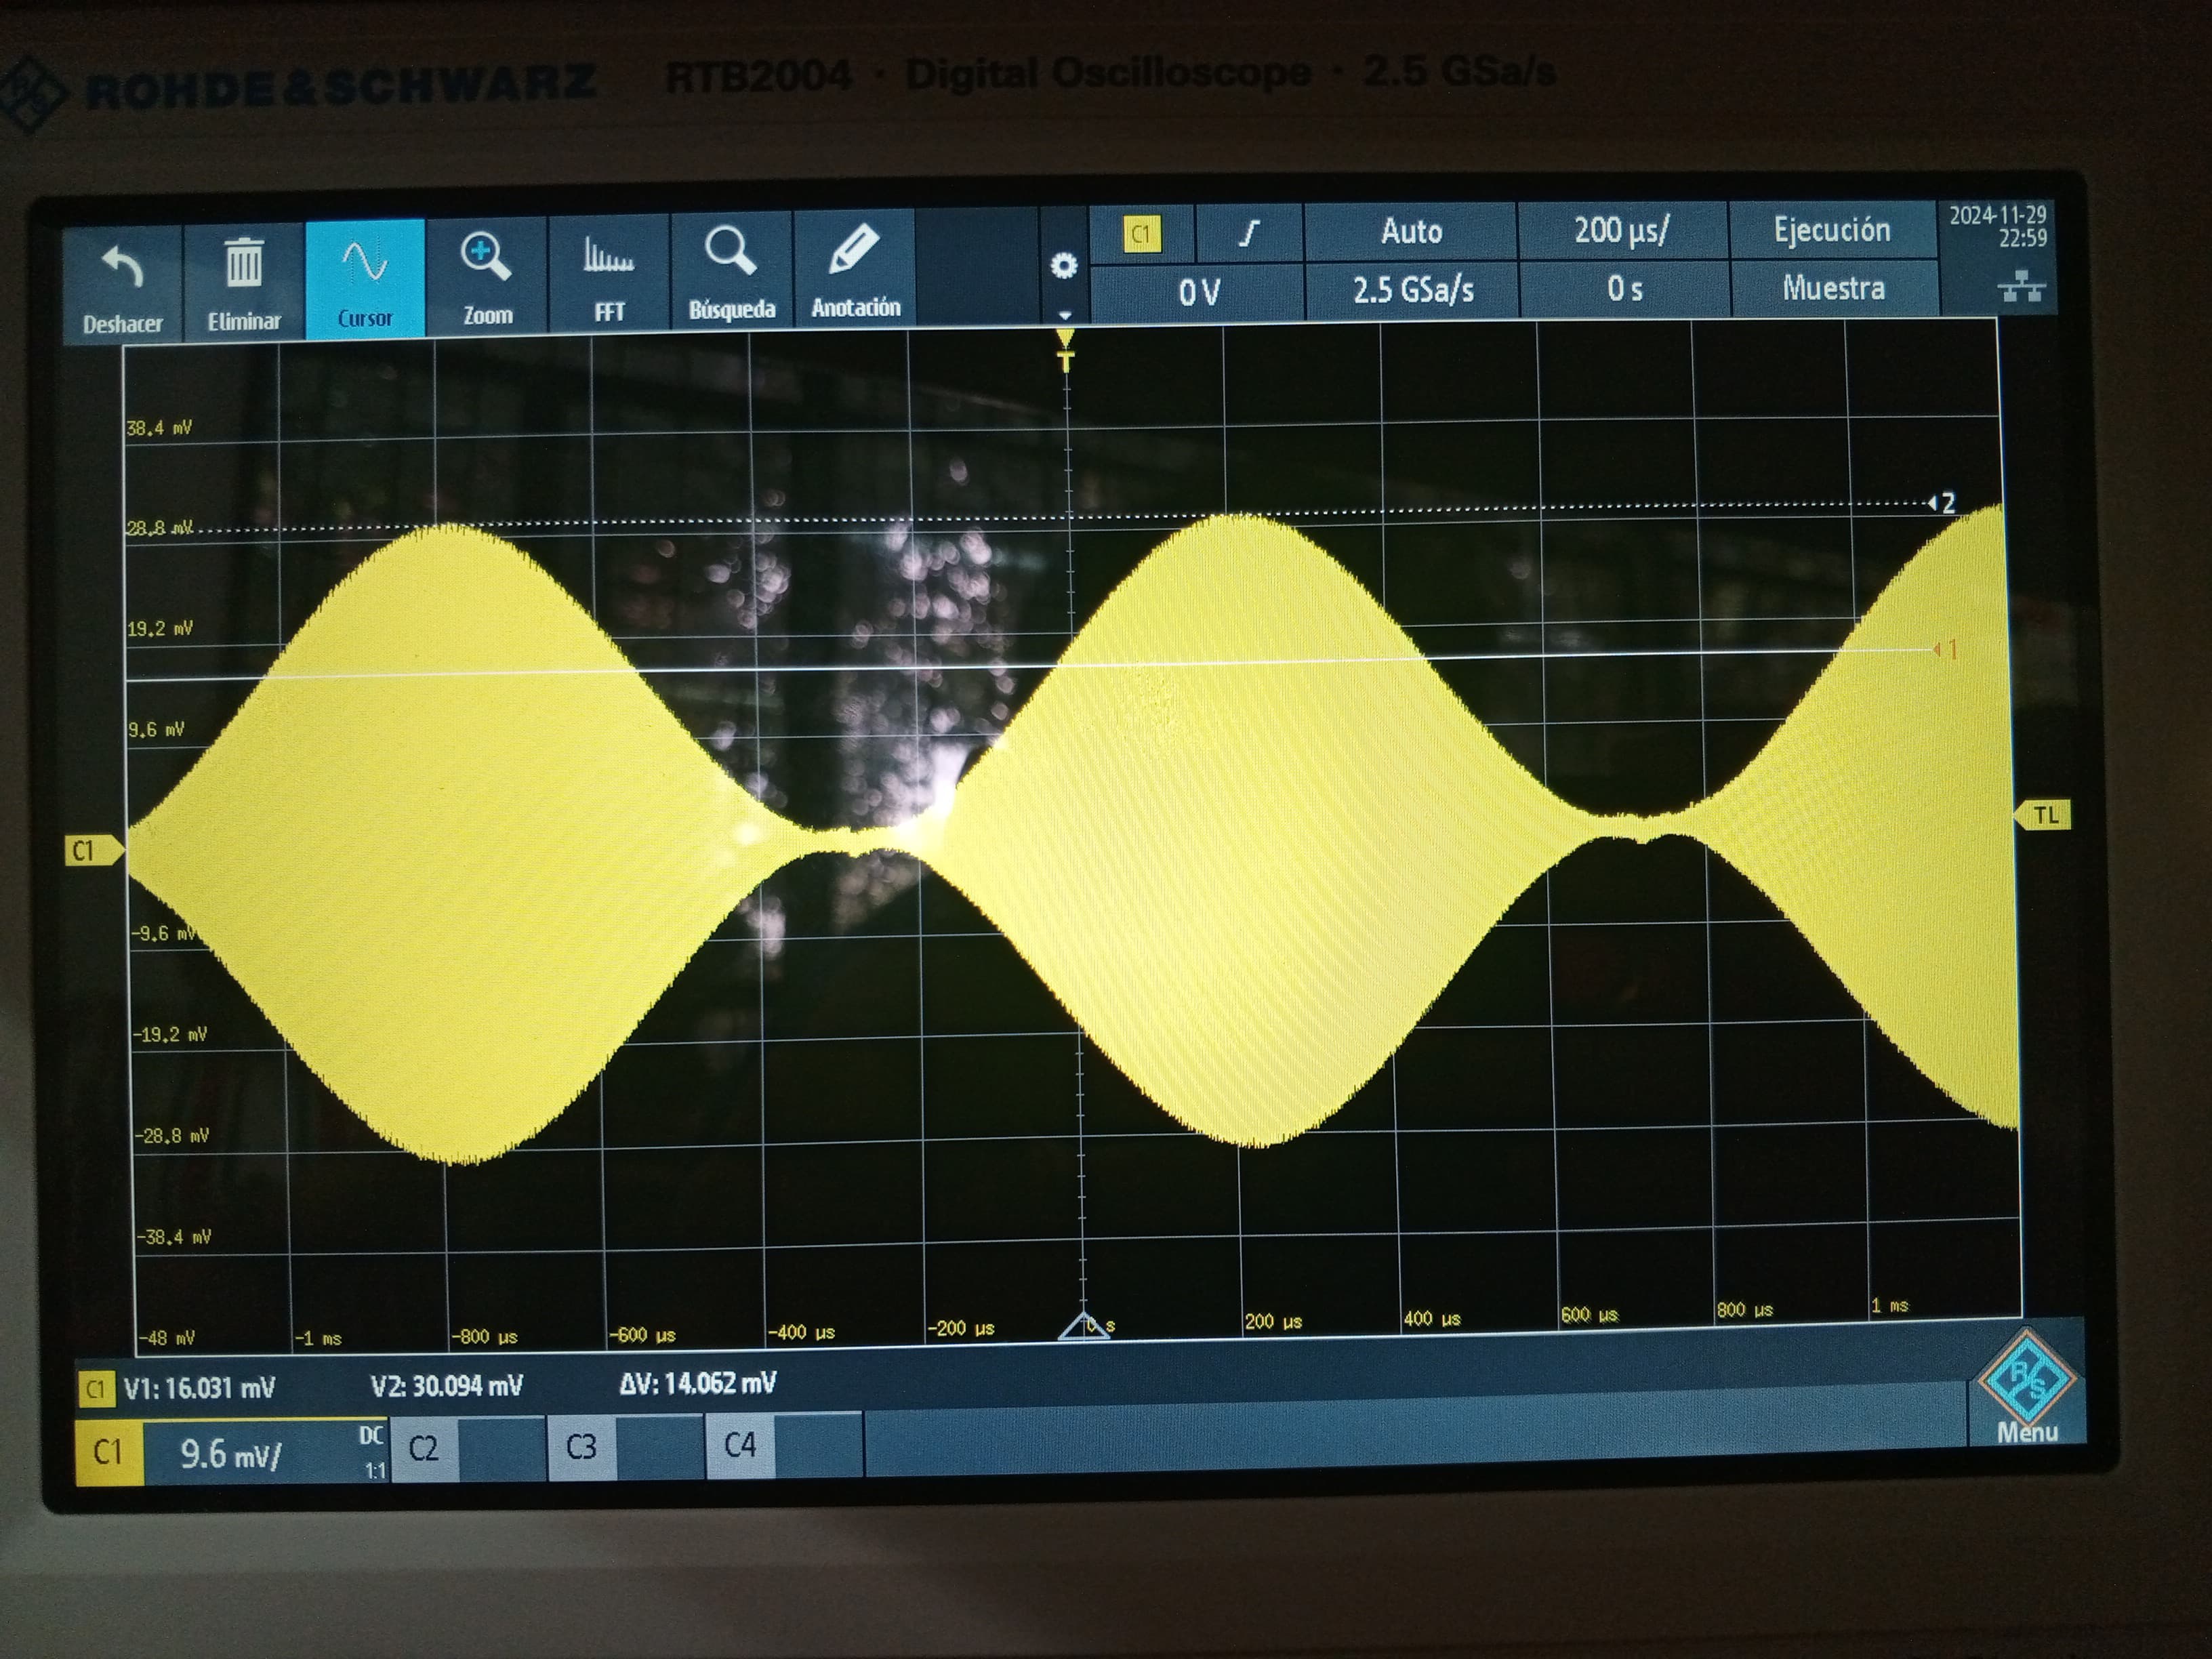 ROHDE&SCHWARZ RTB2004 · Digital Oscilloscope · 2.5 GSa/s
Deshacer Eliminar Cursor Zoom FFT Búsqueda Anotación
C1 Auto 200 µs/ Ejecución
0 V 2.5 GSa/s 0 s Muestra
2024-11-29
22:59
T
38.4 mV
28.8 mV
2
19.2 mV
1
9.6 mV
C1
TL
-9.6 mV
-19.2 mV
-28.8 mV
-38.4 mV
-48 mV -1 ms -800 µs -600 µs -400 µs -200 µs 0 s 200 µs 400 µs 600 µs 800 µs 1 ms
C1 V1: 16.031 mV V2: 30.094 mV ΔV: 14.062 mV
C1 9.6 mV/ DC 1:1 C2 C3 C4
R/S
Menu